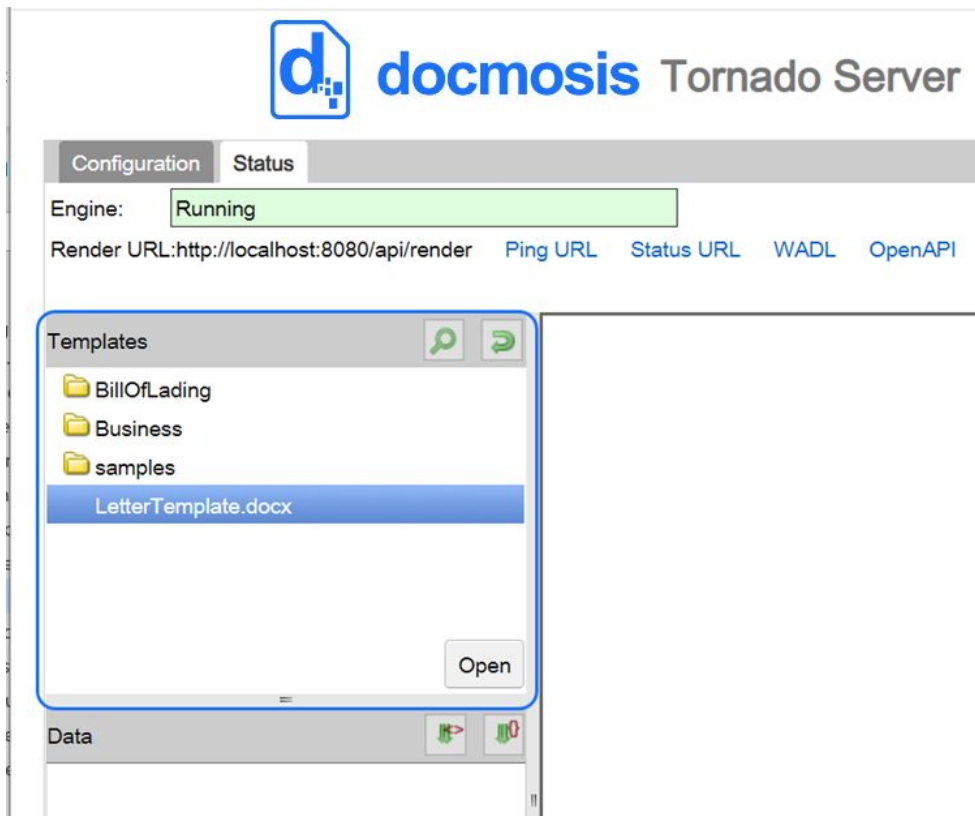 docmosis Tornado Server
Configuration Status
Engine: Running
Render URL:http://localhost:8080/api/render Ping URL Status URL WADL OpenAPI
Templates
BillOfLading
Business
samples
LetterTemplate.docx
Open
Data